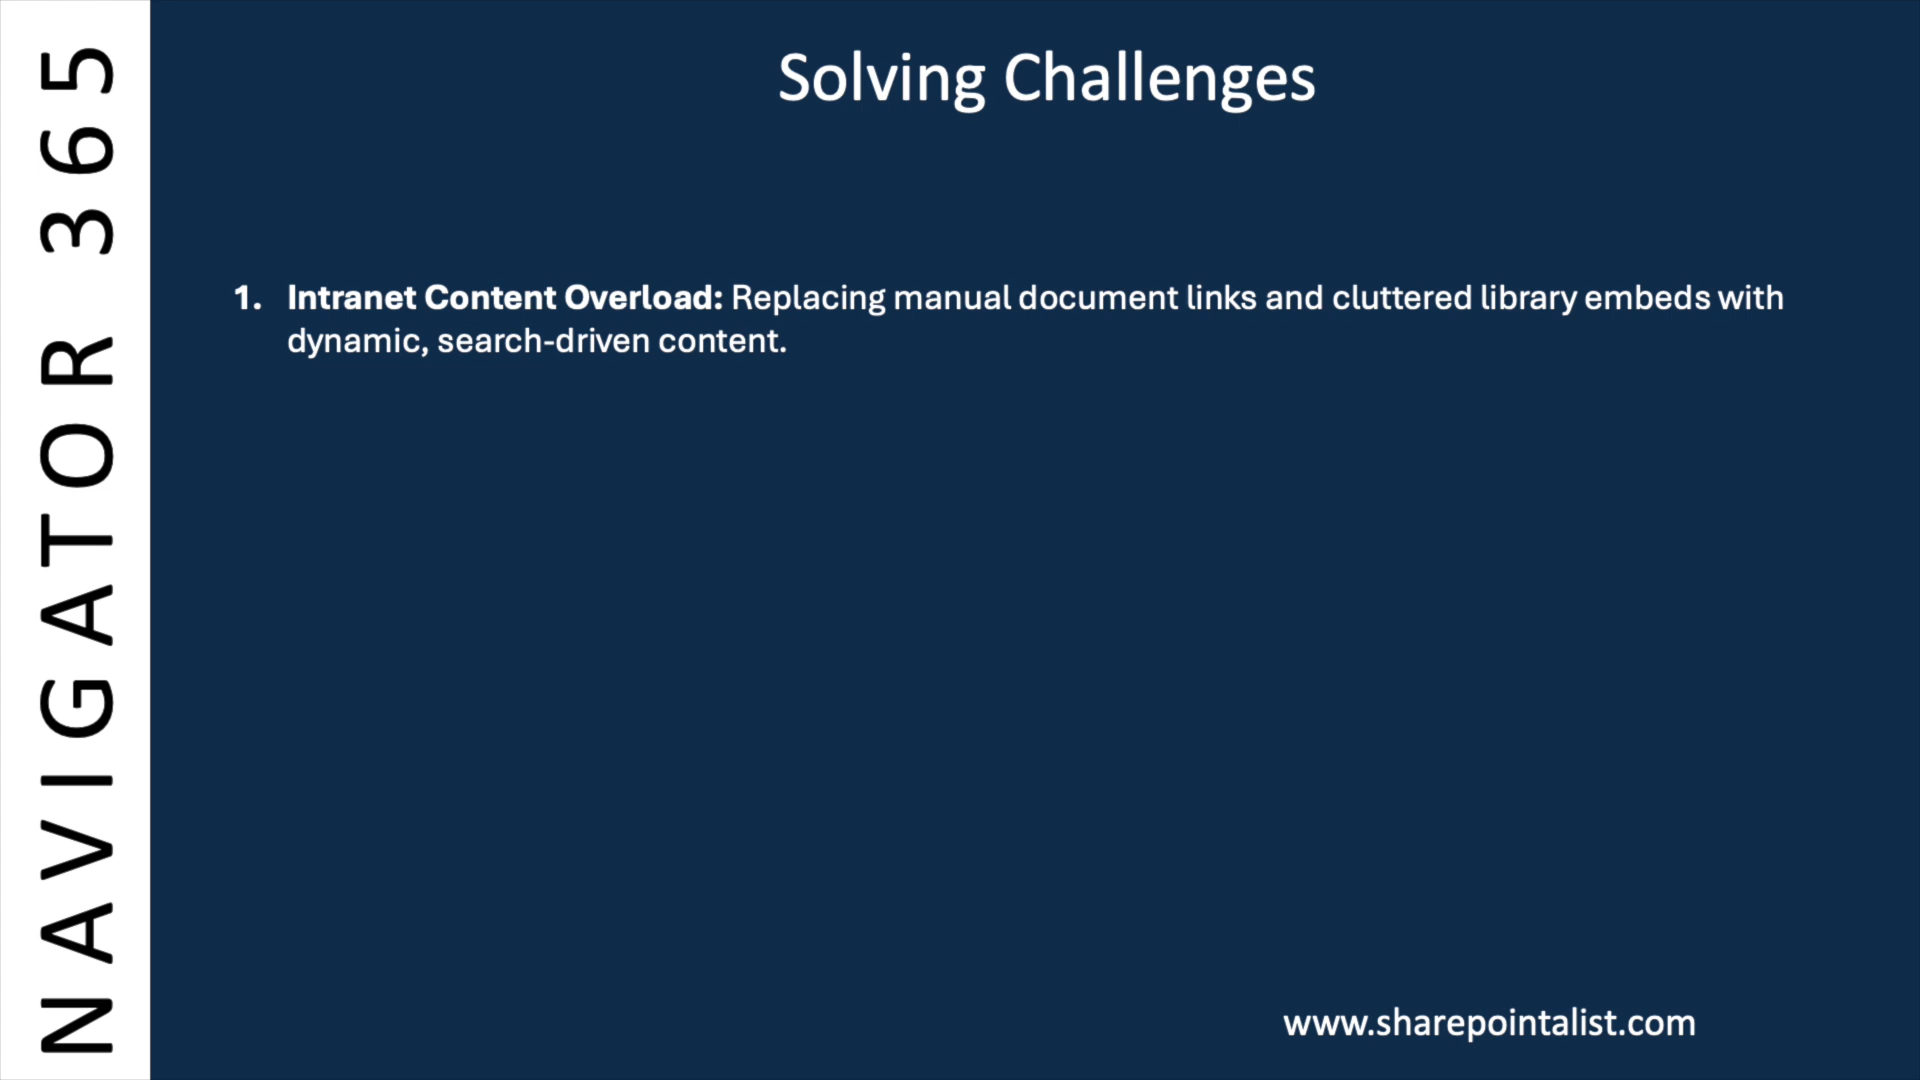 NAVIGATOR 365
Solving Challenges
1. Intranet Content Overload: Replacing manual document links and cluttered library embeds with
dynamic, search-driven content.
www.sharepointalist.com